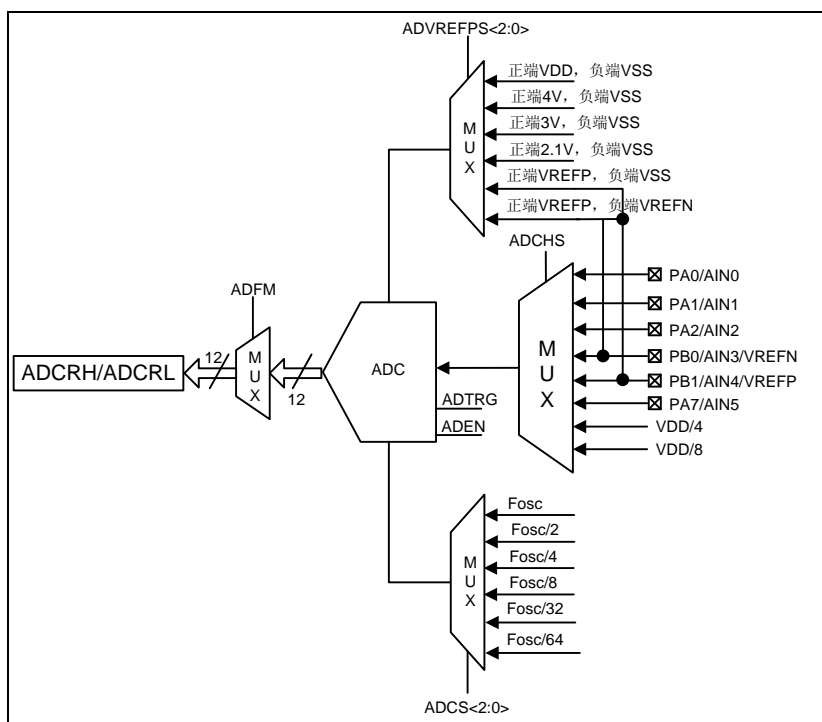 ADVREFPS<2:0>
正端VDD，负端VSS
正端4V，负端VSS
正端3V，负端VSS
正端2.1V，负端VSS
正端VREFP，负端VSS
正端VREFP，负端VREFN
MUX
ADCHS
PA0/AIN0
PA1/AIN1
PA2/AIN2
PB0/AIN3/VREFN
PB1/AIN4/VREFP
PA7/AIN5
VDD/4
VDD/8
MUX
ADFM
ADCRH/ADCRL
12
MUX
12
ADC
ADTRG
ADEN
Fosc
Fosc/2
Fosc/4
Fosc/8
Fosc/32
Fosc/64
MUX
ADCS<2:0>